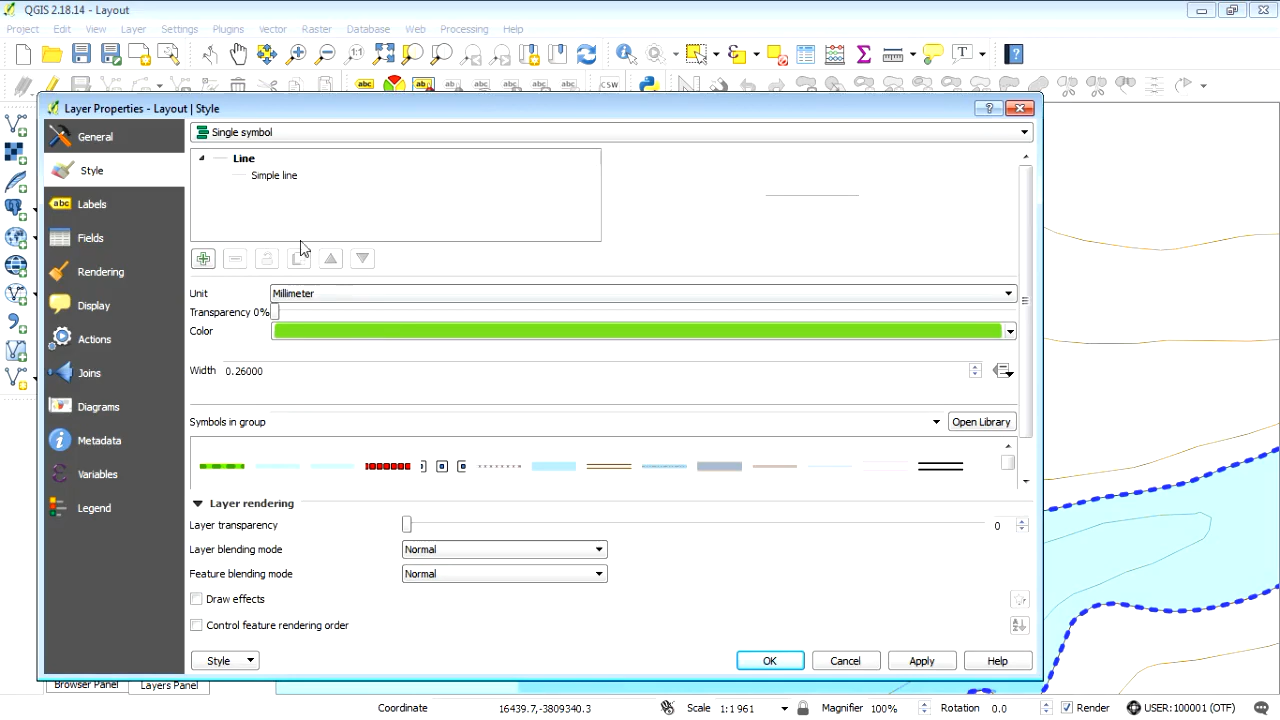 QGIS 2.18.14 - Layout
Project Edit View Layer Settings Plugins Vector Raster Database Web Processing Help
abc abc CSW
Layer Properties - Layout | Style
General
Style
abc Labels
Fields
Rendering
Display
Actions
Joins
Diagrams
Metadata
Variables
Legend
Single symbol
Line
Simple line
Unit Millimeter
Transparency 0%
Color
Width 0.26000
Symbols in group Open Library
Layer rendering
Layer transparency 0
Layer blending mode Normal
Feature blending mode Normal
Draw effects
Control feature rendering order
Style OK Cancel Apply Help
Browser Panel Layers Panel
Coordinate 16439.7,-3809340.3 Scale 1:1 961 Magnifier 100% Rotation 0.0 Render USER:100001 (OTF)